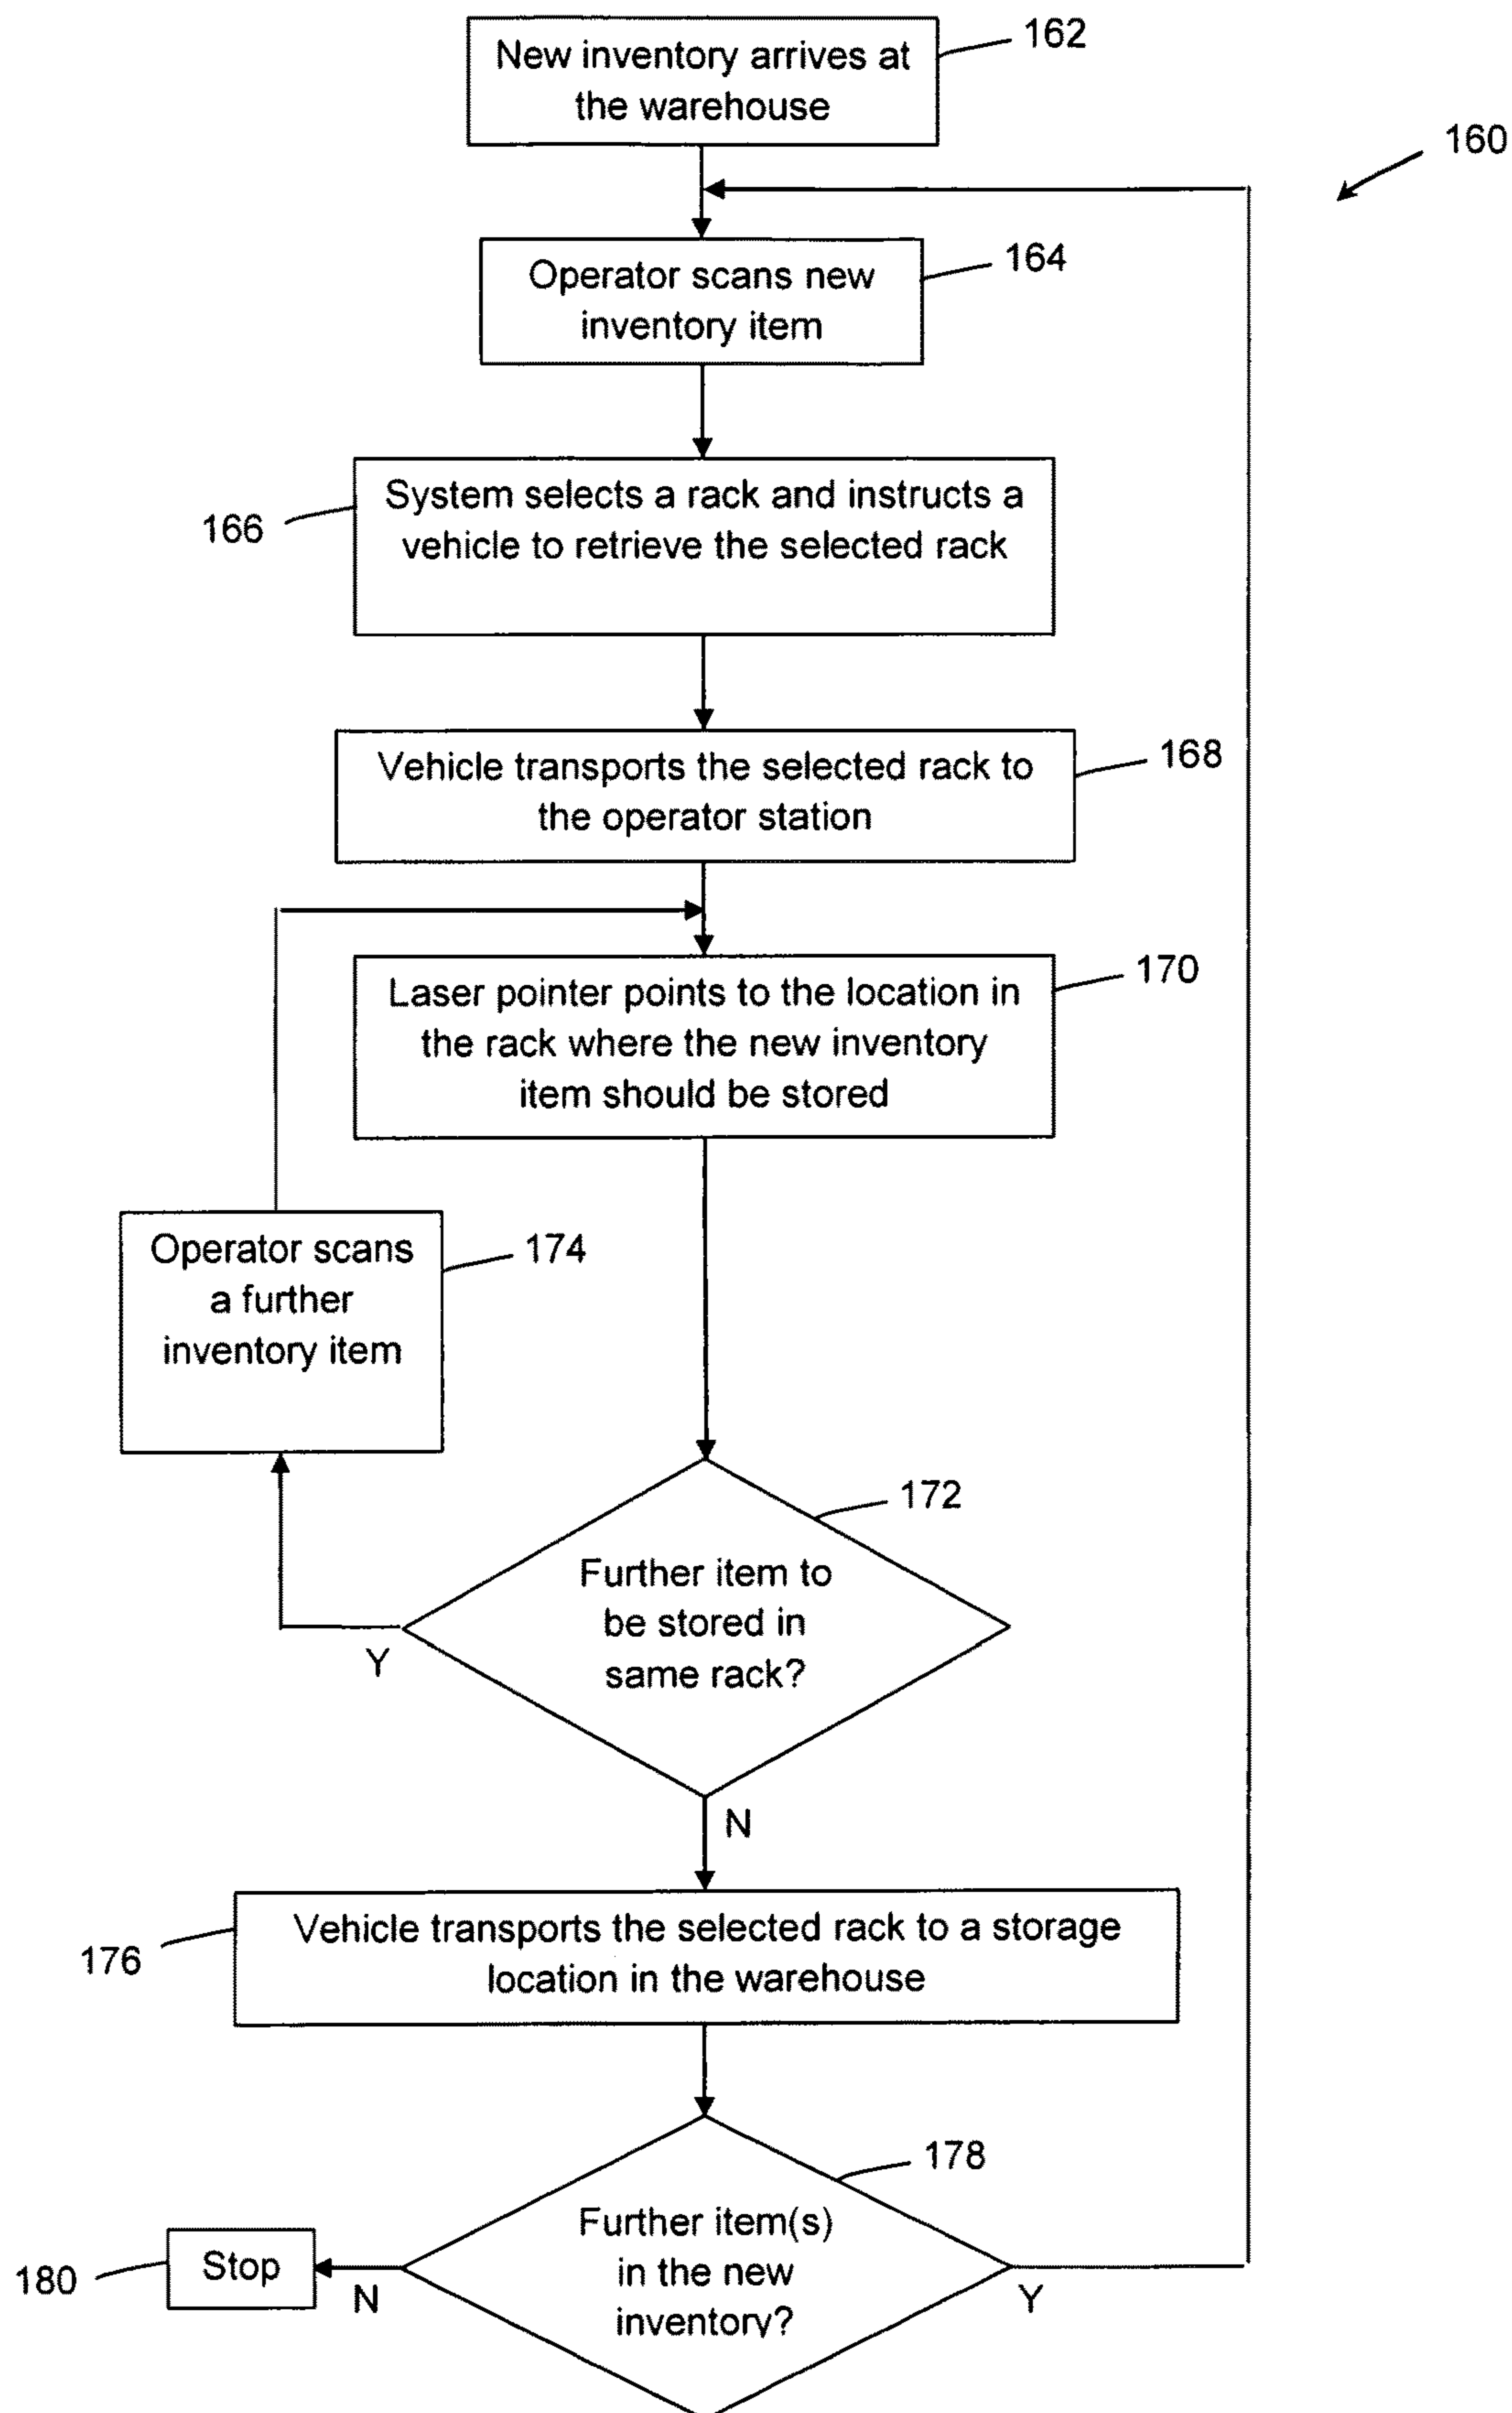 New inventory arrives at
the warehouse
162
160
Operator scans new
inventory item
164
System selects a rack and instructs a
vehicle to retrieve the selected rack
166
Vehicle transports the selected rack to
the operator station
168
Laser pointer points to the location in
the rack where the new inventory
item should be stored
170
Operator scans
a further
inventory item
174
172
Further item to
be stored in
same rack?
Y
N
Vehicle transports the selected rack to a storage
location in the warehouse
176
178
Further item(s)
in the new
inventory?
Stop
180
N
Y